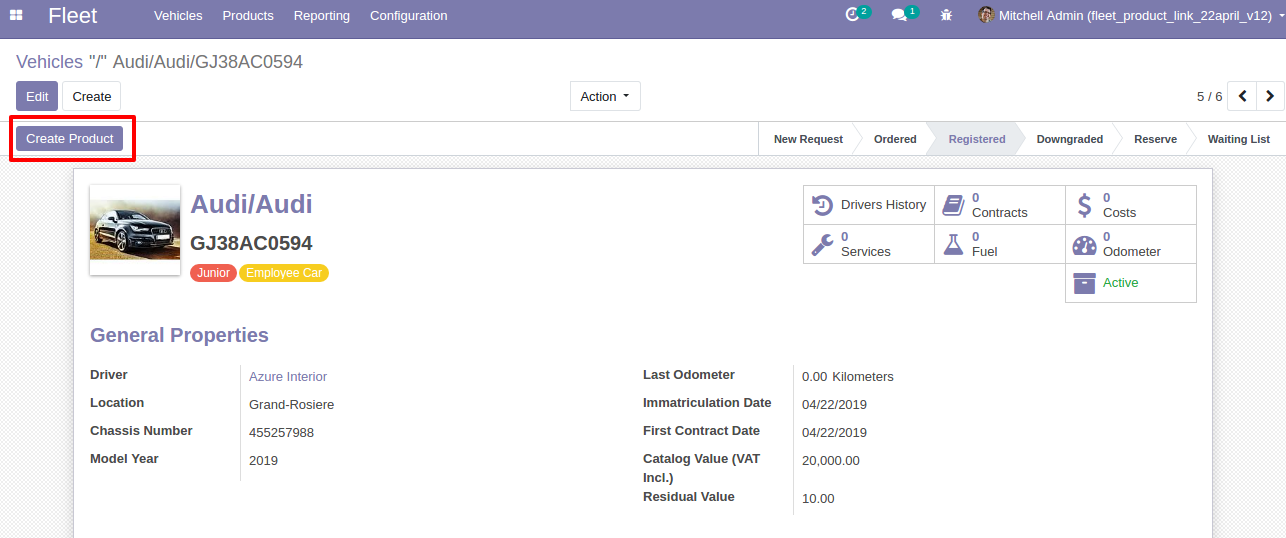 Fleet Vehicles Products Reporting Configuration 2 1 Mitchell Admin (fleet_product_link_22april_v12)
Vehicles "/" Audi/Audi/GJ38AC0594
Edit Create Action 5 / 6
Create Product New Request Ordered Registered Downgraded Reserve Waiting List
Audi/Audi
GJ38AC0594
Junior Employee Car
Drivers History 0 Contracts 0 Costs
0 Services 0 Fuel 0 Odometer
Active
General Properties
Driver Azure Interior
Location Grand-Rosiere
Chassis Number 455257988
Model Year 2019
Last Odometer 0.00 Kilometers
Immatriculation Date 04/22/2019
First Contract Date 04/22/2019
Catalog Value (VAT 20,000.00
Incl.)
Residual Value 10.00